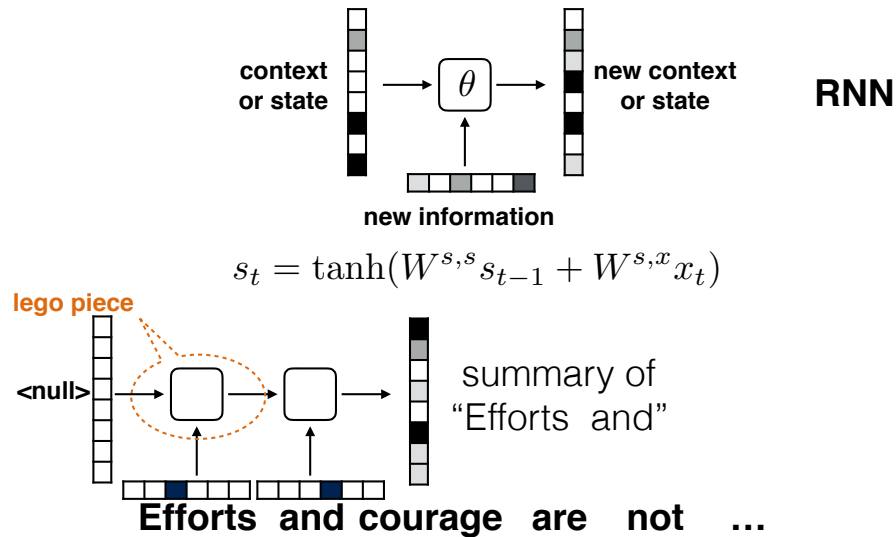 context
or state
θ
new context
or state
RNN
new information
s_t = tanh(W^{s,s} s_{t−1} + W^{s,x} x_t)
lego piece
<null>
summary of
“Efforts and”
Efforts and courage are not ...